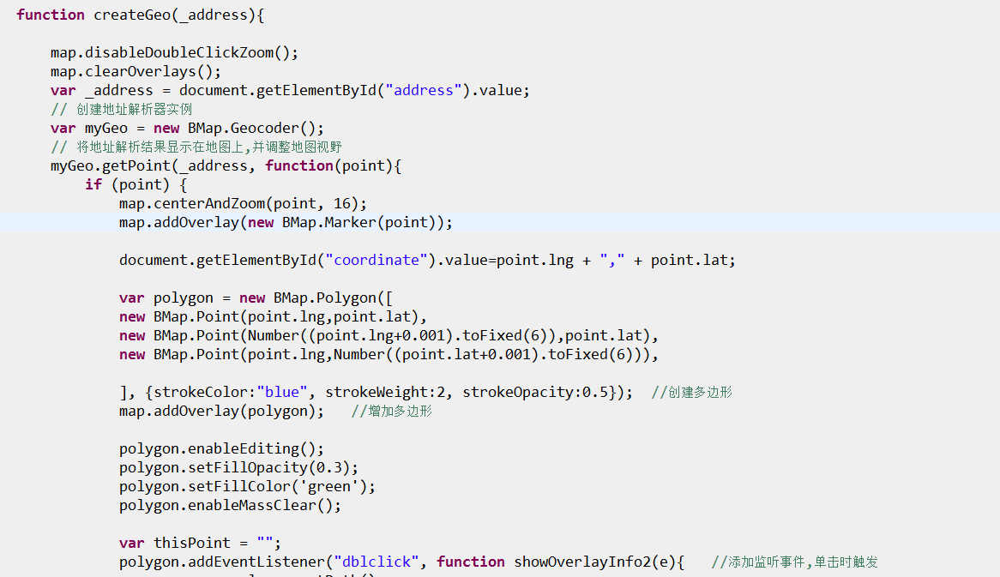 function createGeo(_address){
map.disableDoubleClickZoom();
map.clearOverlays();
var _address = document.getElementById("address").value;
// 创建地址解析器实例
var myGeo = new BMap.Geocoder();
// 将地址解析结果显示在地图上,并调整地图视野
myGeo.getPoint(_address, function(point){
if (point) {
map.centerAndZoom(point, 16);
map.addOverlay(new BMap.Marker(point));
document.getElementById("coordinate").value=point.lng + "," + point.lat;
var polygon = new BMap.Polygon([
new BMap.Point(point.lng,point.lat),
new BMap.Point(Number((point.lng+0.001).toFixed(6)),point.lat),
new BMap.Point(point.lng,Number((point.lat+0.001).toFixed(6))),
], {strokeColor:"blue", strokeWeight:2, strokeOpacity:0.5});  //创建多边形
map.addOverlay(polygon);   //增加多边形
polygon.enableEditing();
polygon.setFillOpacity(0.3);
polygon.setFillColor('green');
polygon.enableMassClear();
var thisPoint = "";
polygon.addEventListener("dblclick", function showOverlayInfo2(e){   //添加监听事件,单击时触发